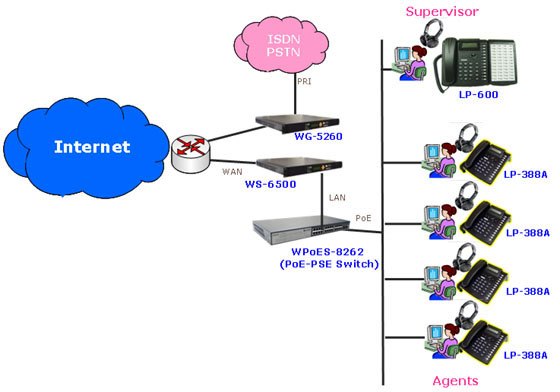 Supervisor
ISDN
PSTN
PRI
LP-600
Internet
WG-5260
WAN
WS-6500
LAN
PoE
WPoES-8262
(PoE-PSE Switch)
LP-388A
LP-388A
LP-388A
LP-388A
Agents